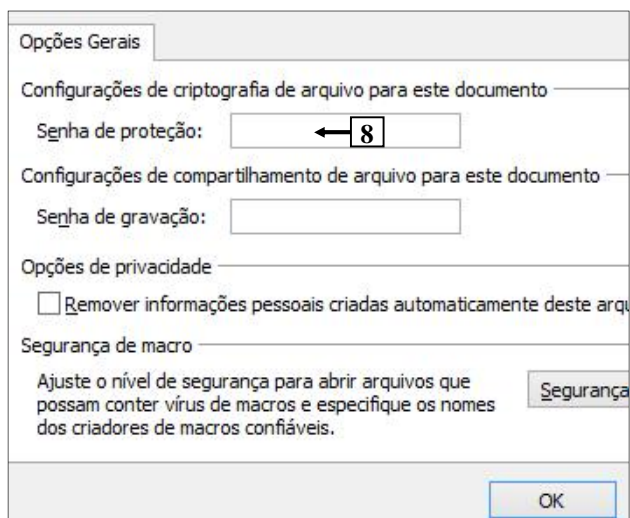 Opções Gerais
Configurações de criptografia de arquivo para este documento
Senha de proteção:
8
Configurações de compartilhamento de arquivo para este documento
Senha de gravação:
Opções de privacidade
Remover informações pessoais criadas automaticamente deste arqu
Segurança de macro
Ajuste o nível de segurança para abrir arquivos que
possam conter vírus de macros e especifique os nomes
dos criadores de macros confiáveis.
Segurança
OK